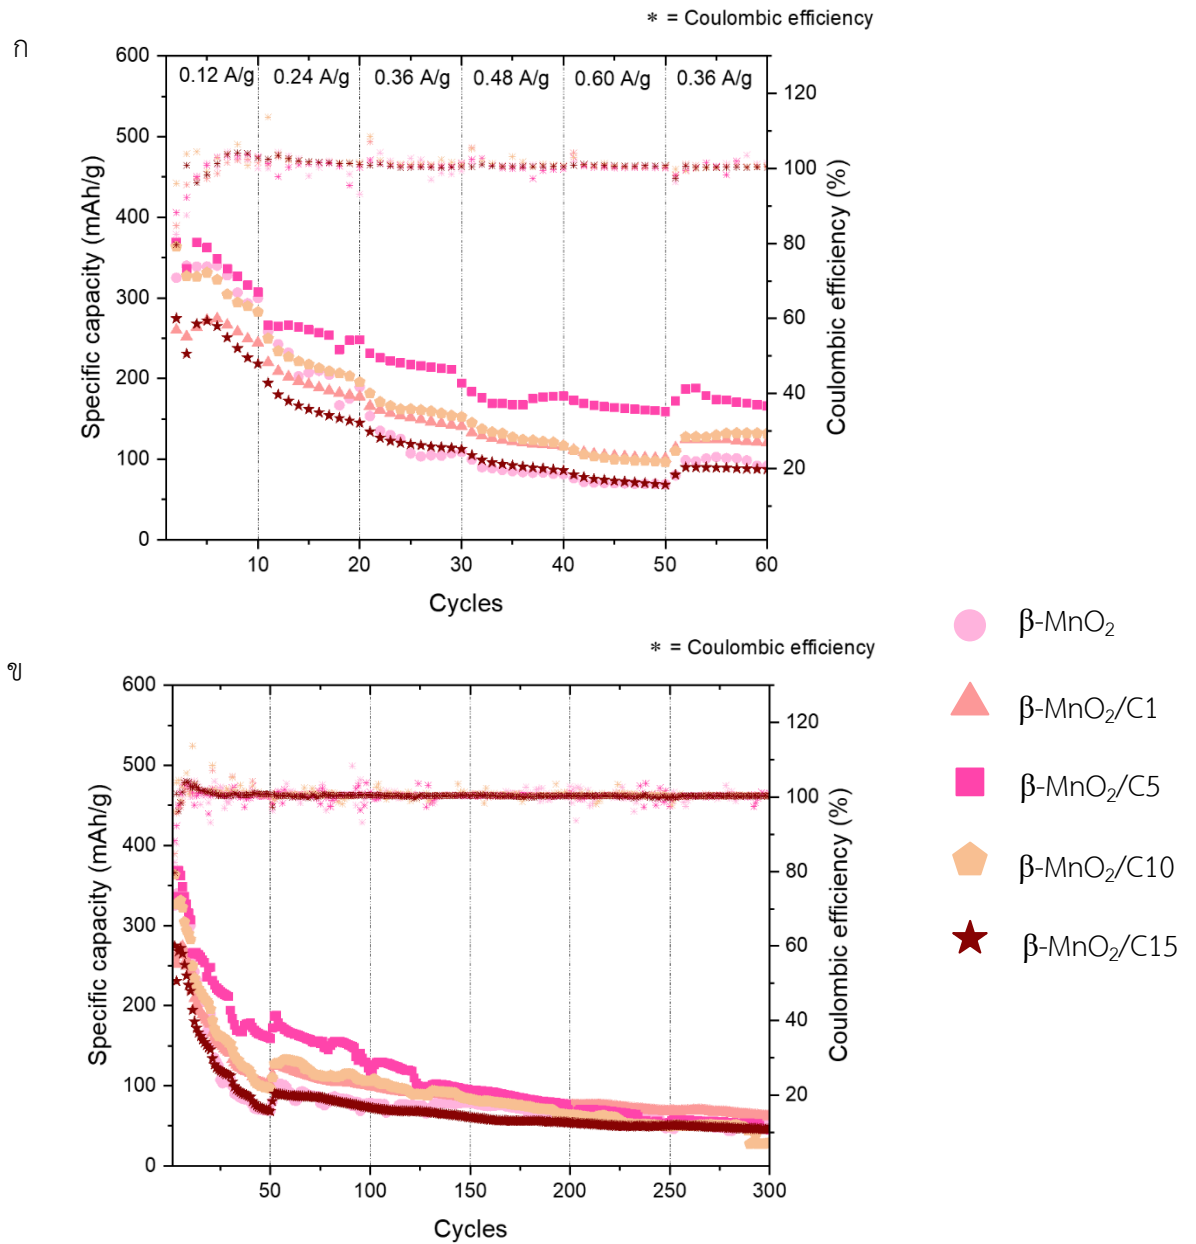 * = Coulombic efficiency
ก
0.12 A/g 0.24 A/g 0.36 A/g 0.48 A/g 0.60 A/g 0.36 A/g
600
500
400
300
200
100
0
Specific capacity (mAh/g)
120
100
80
60
40
20
Coulombic efficiency (%)
10 20 30 40 50 60
Cycles
* = Coulombic efficiency
ข
600
500
400
300
200
100
0
Specific capacity (mAh/g)
120
100
80
60
40
20
Coulombic efficiency (%)
50 100 150 200 250 300
Cycles
β-MnO₂
β-MnO₂/C1
β-MnO₂/C5
β-MnO₂/C10
β-MnO₂/C15